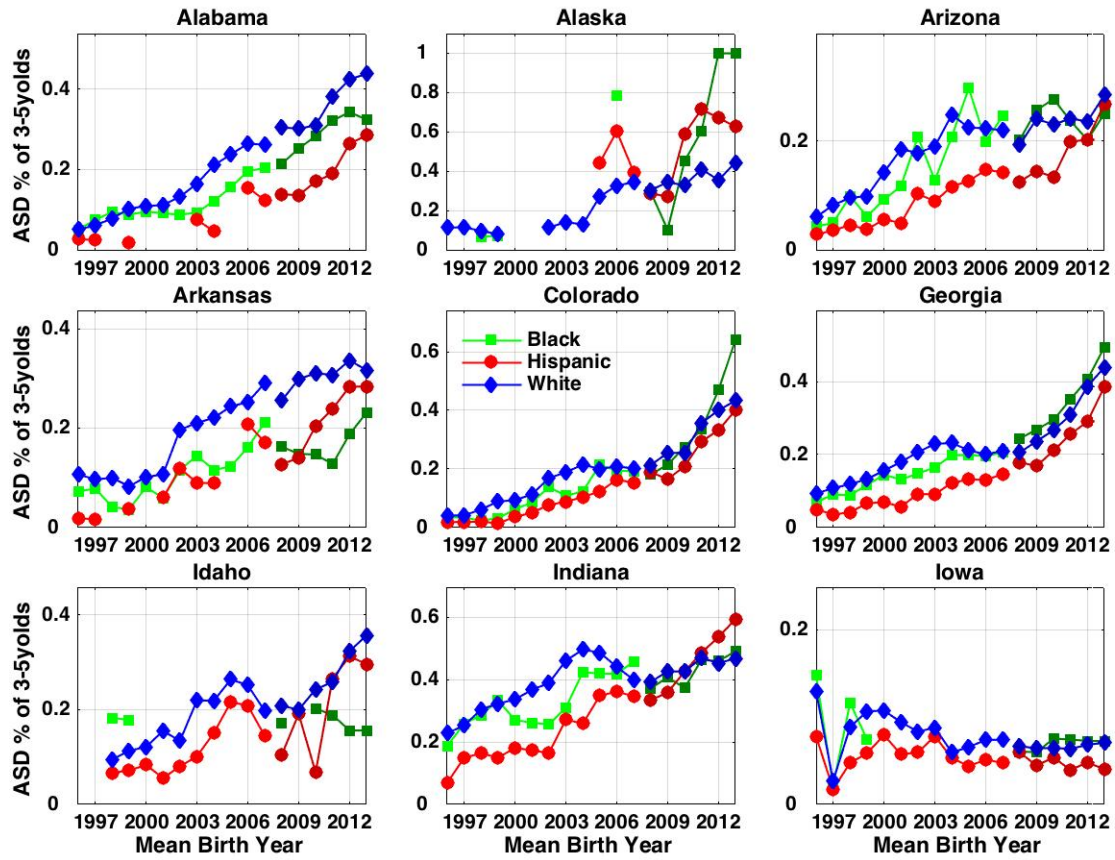 Alabama
Alaska
Arizona
ASD % of 3-5yolds
0.4
0.2
0
1
0.8
0.6
0.4
0.2
0
0.2
0
1997 2000 2003 2006 2009 2012
1997 2000 2003 2006 2009 2012
1997 2000 2003 2006 2009 2012
Arkansas
Colorado
Georgia
ASD % of 3-5yolds
0.4
0.2
0
0.6
0.4
0.2
0
Black
Hispanic
White
0.4
0.2
0
1997 2000 2003 2006 2009 2012
1997 2000 2003 2006 2009 2012
1997 2000 2003 2006 2009 2012
Idaho
Indiana
Iowa
ASD % of 3-5yolds
0.4
0.2
0
0.6
0.4
0.2
0
0.2
0
1997 2000 2003 2006 2009 2012
1997 2000 2003 2006 2009 2012
1997 2000 2003 2006 2009 2012
Mean Birth Year
Mean Birth Year
Mean Birth Year